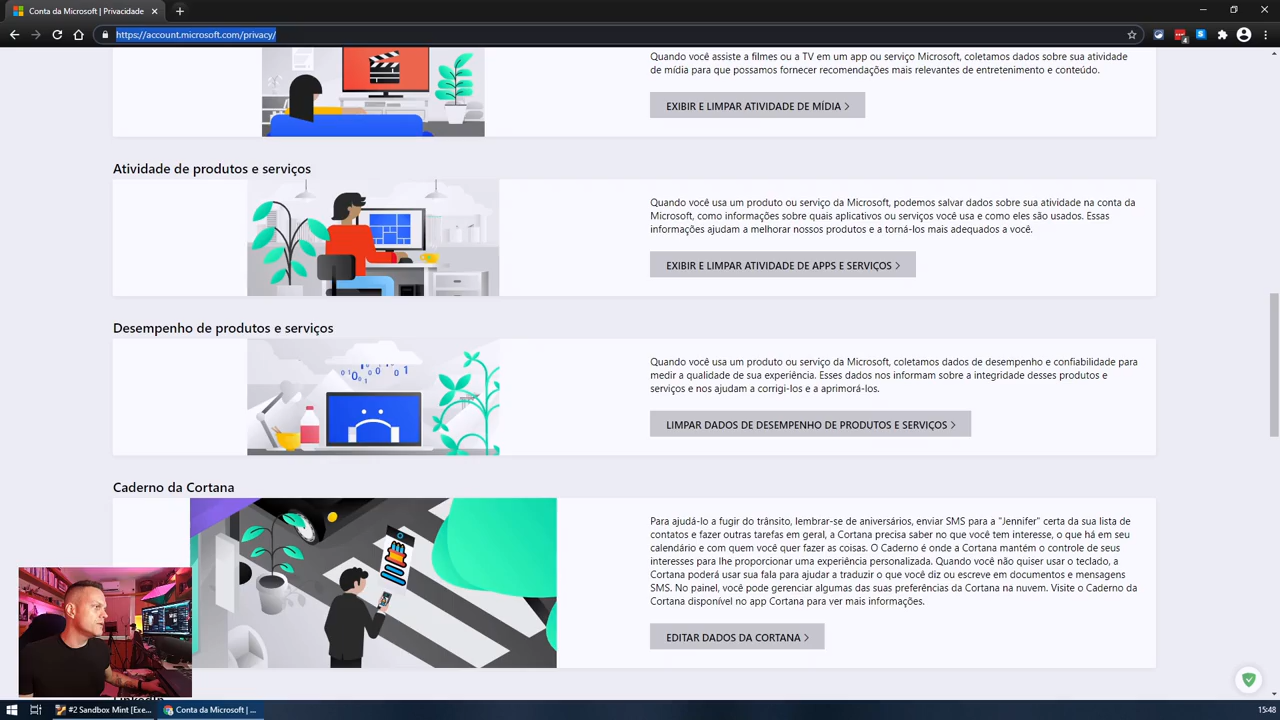 Conta da Microsoft | Privacidade
https://account.microsoft.com/privacy/
4
Quando você assiste a filmes ou a TV em um app ou serviço Microsoft, coletamos dados sobre sua atividade
de mídia para que possamos fornecer recomendações mais relevantes de entretenimento e conteúdo.
EXIBIR E LIMPAR ATIVIDADE DE MÍDIA
Atividade de produtos e serviços
Quando você usa um produto ou serviço da Microsoft, podemos salvar dados sobre sua atividade na conta da
Microsoft, como informações sobre quais aplicativos ou serviços você usa e como eles são usados. Essas
informações ajudam a melhorar nossos produtos e a torná-los mais adequados a você.
EXIBIR E LIMPAR ATIVIDADE DE APPS E SERVIÇOS
Desempenho de produtos e serviços
Quando você usa um produto ou serviço da Microsoft, coletamos dados de desempenho e confiabilidade para
medir a qualidade de sua experiência. Esses dados nos informam sobre a integridade desses produtos e
serviços e nos ajudam a corrigi-los e a aprimorá-los.
LIMPAR DADOS DE DESEMPENHO DE PRODUTOS E SERVIÇOS
Caderno da Cortana
Para ajudá-lo a fugir do trânsito, lembrar-se de aniversários, enviar SMS para a "Jennifer" certa da sua lista de
contatos e fazer outras tarefas em geral, a Cortana precisa saber no que você tem interesse, o que há em seu
calendário e com quem você quer fazer as coisas. O Caderno é onde a Cortana mantém o controle de seus
interesses para lhe proporcionar uma experiência personalizada. Quando você não quiser usar o teclado, a
Cortana poderá usar sua fala para ajudar a traduzir o que você diz ou escreve em documentos e mensagens
SMS. No painel, você pode gerenciar algumas das suas preferências da Cortana na nuvem. Visite o Caderno da
Cortana disponível no app Cortana para ver mais informações.
EDITAR DADOS DA CORTANA
LinkedIn
#2 Sandbox Mint [Exe...
Conta da Microsoft | ...
15:48